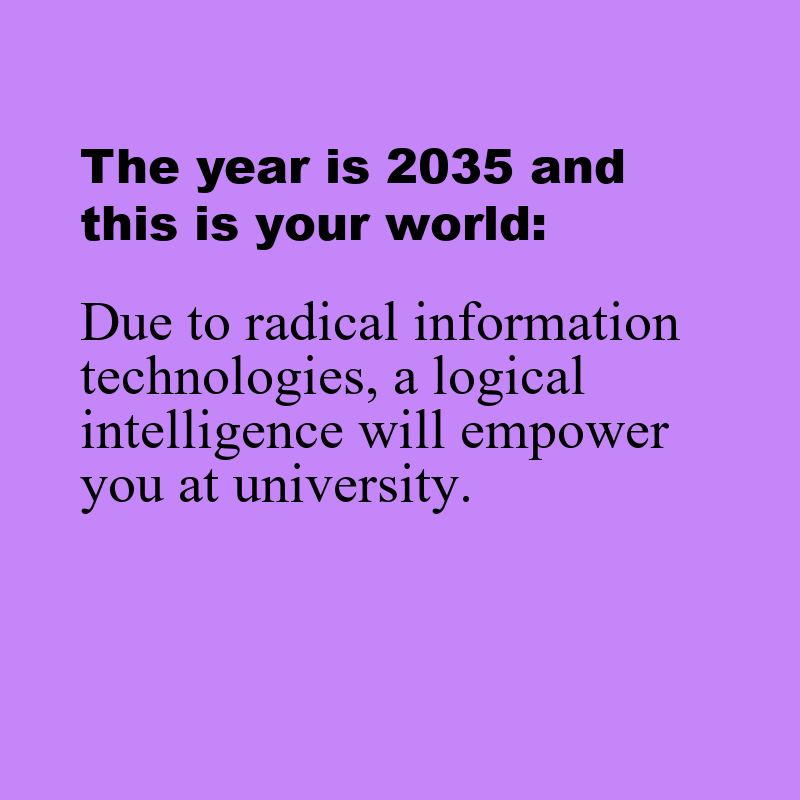 The year is 2035 and
this is your world:
Due to radical information
technologies, a logical
intelligence will empower
you at university.